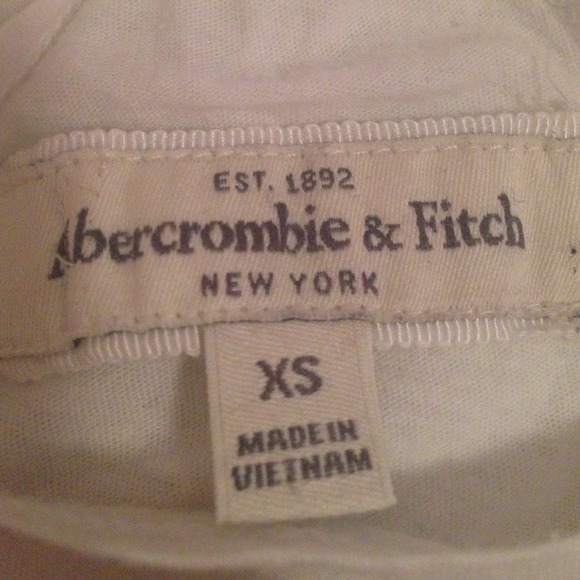 EST. 1892
Abercrombie & Fitch
NEW YORK
XS
MADE IN
VIETNAM